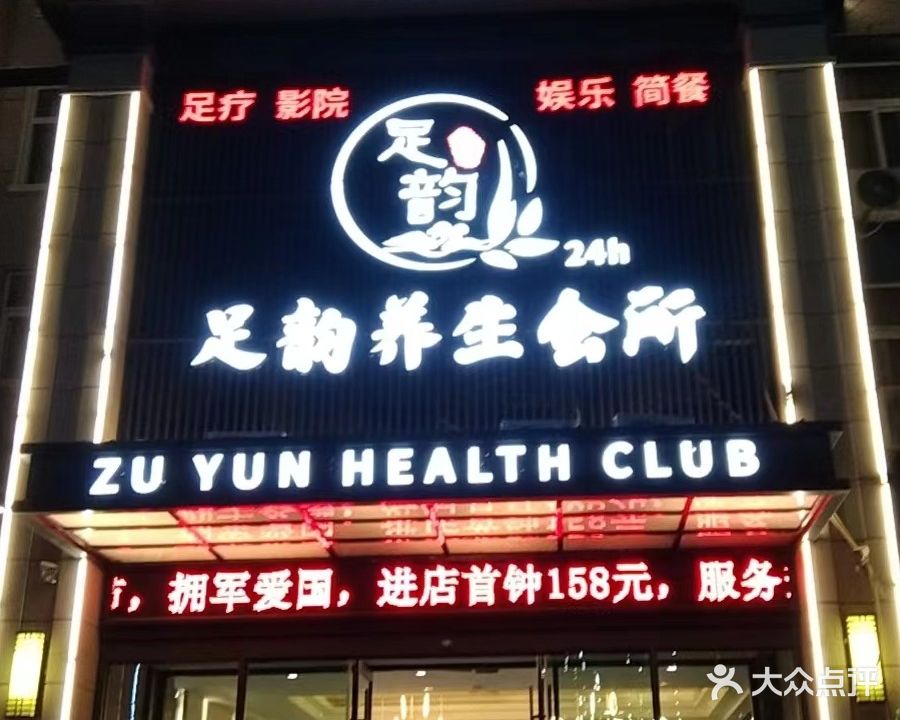 足疗 影院
娱乐 简餐
足韵
24h
足韵养生会所
ZU YUN HEALTH CLUB
，拥军爱国，进店首钟158元，服务
大众点评